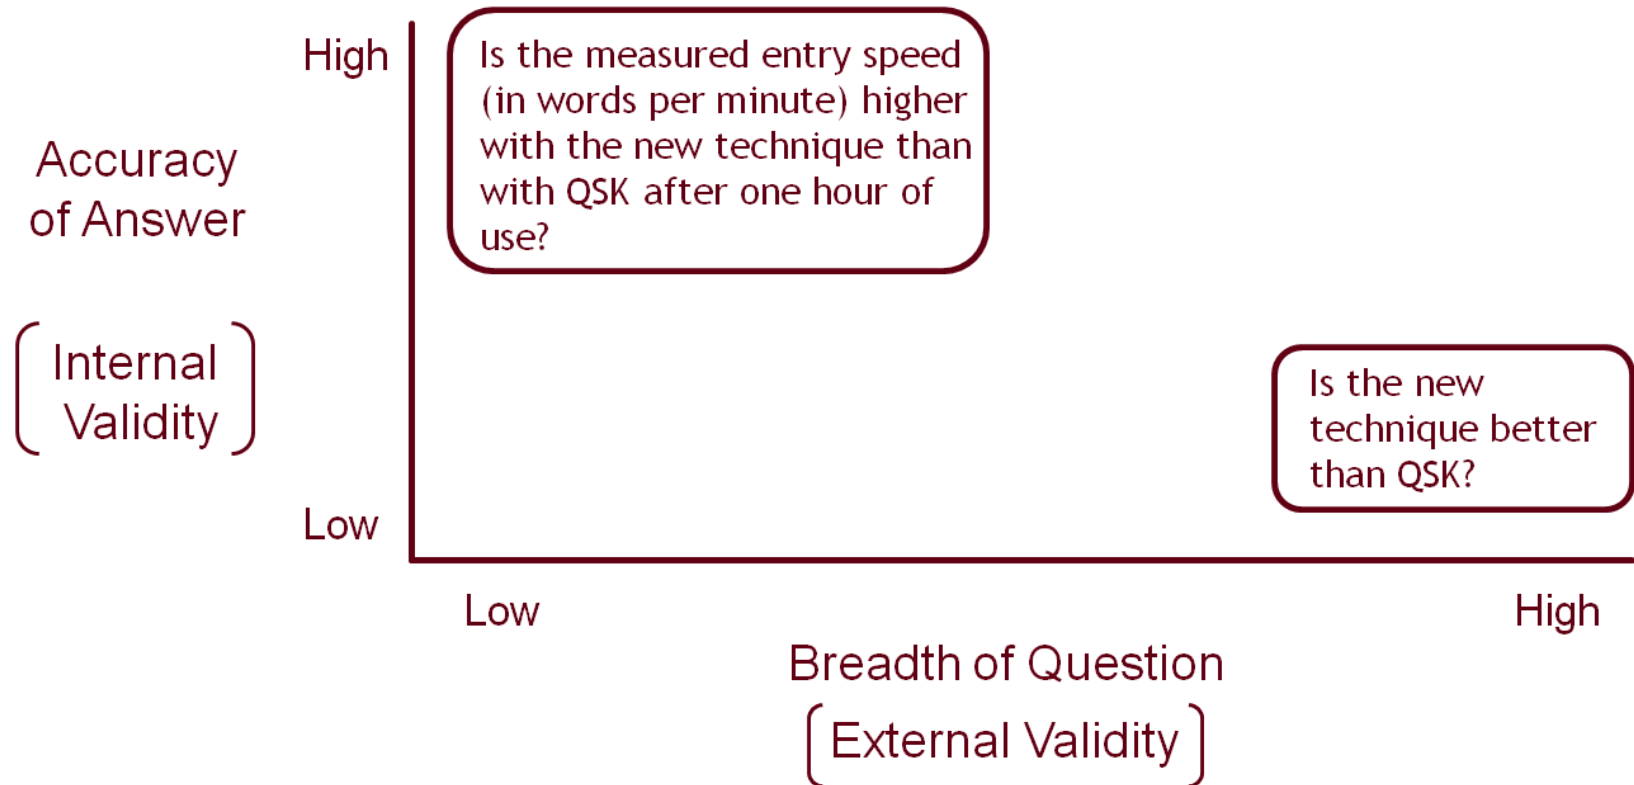 High
Is the measured entry speed
(in words per minute) higher
with the new technique than
with QSK after one hour of
use?
Accuracy
of Answer
Internal
Validity
Is the new
technique better
than QSK?
Low
Low
High
Breadth of Question
External Validity